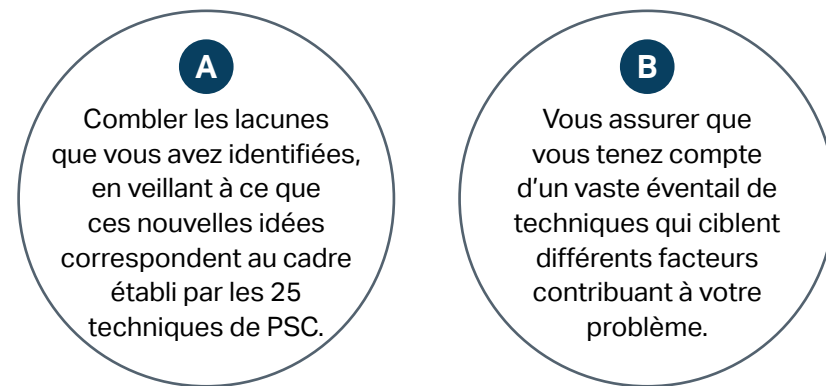 A
Combler les lacunes
que vous avez identifiées,
en veillant à ce que
ces nouvelles idées
correspondent au cadre
établi par les 25
techniques de PSC.
B
Vous assurer que
vous tenez compte
d'un vaste éventail de
techniques qui ciblent
différents facteurs
contribuant à votre
problème.